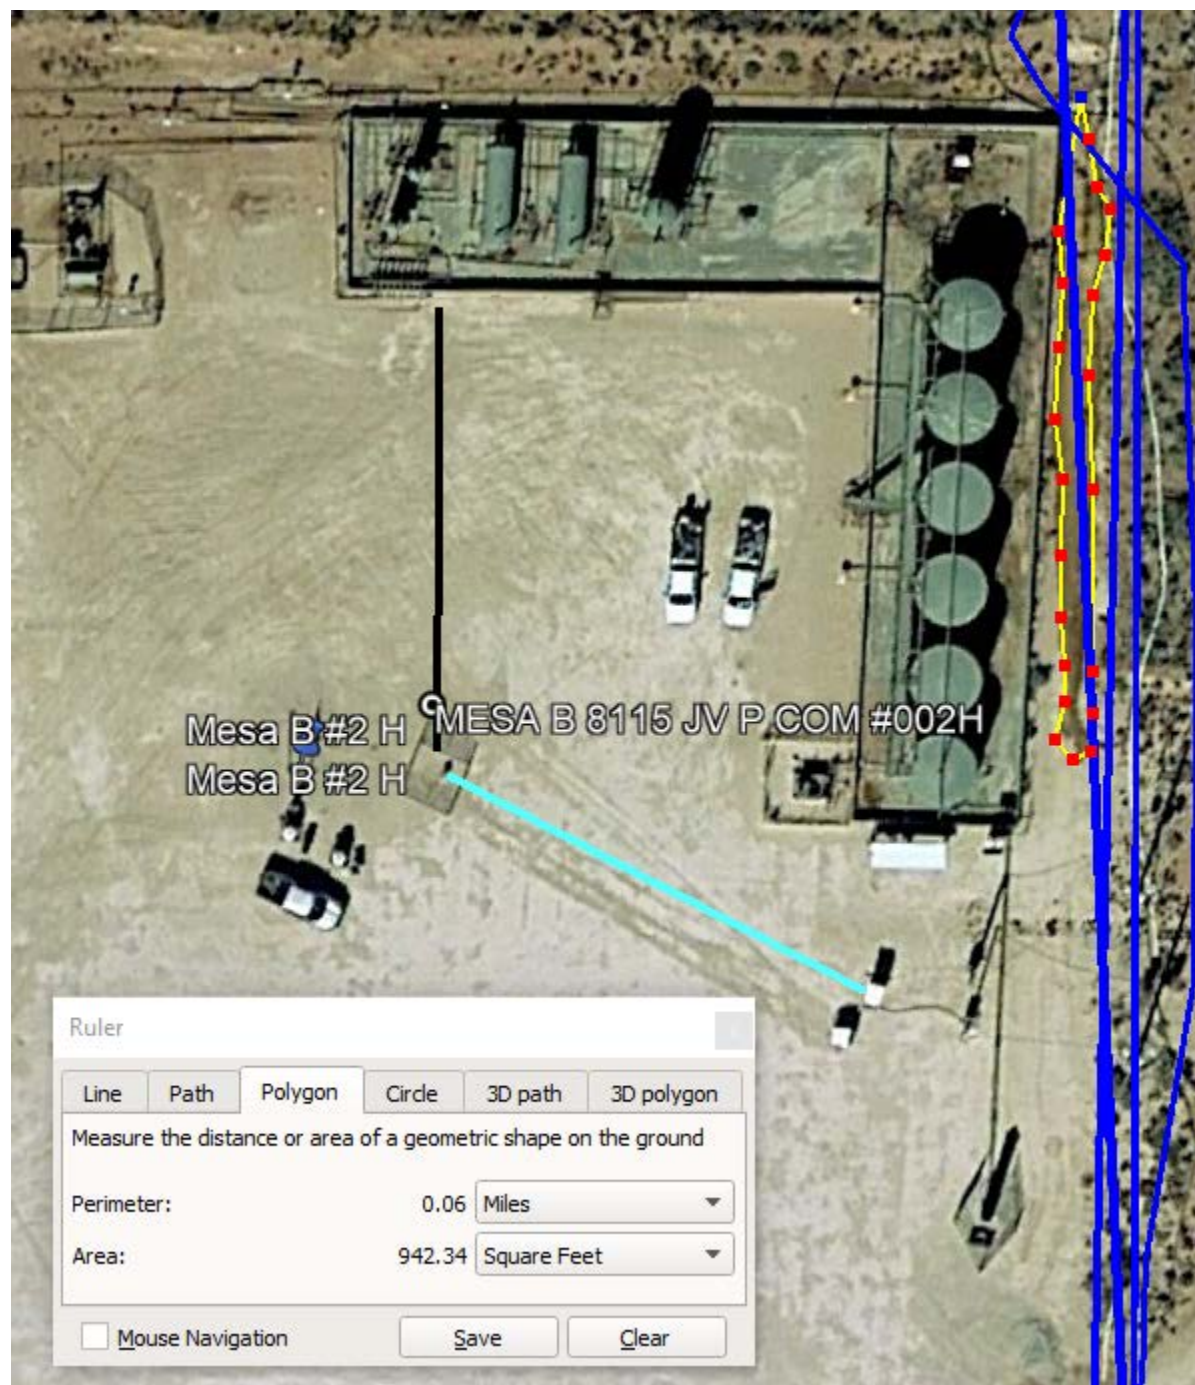 Mesa B #2 H
MESA B 8115 JV P COM #002H
Mesa B #2 H
Ruler
Line Path Polygon Circle 3D path 3D polygon
Measure the distance or area of a geometric shape on the ground
Perimeter: 0.06 Miles
Area: 942.34 Square Feet
Mouse Navigation Save Clear